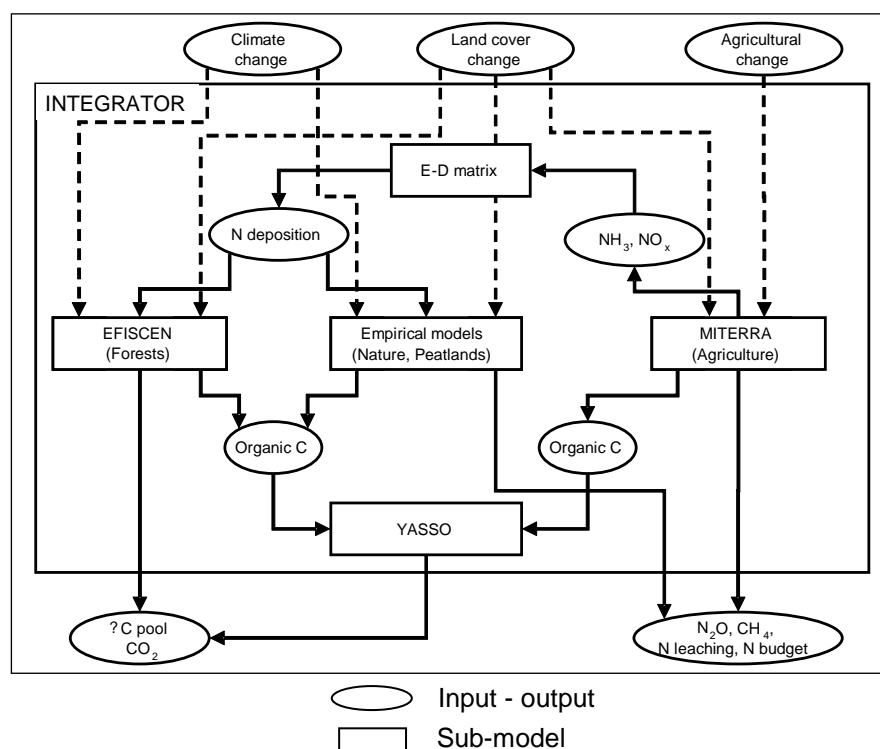 Climate
change
Land cover
change
Agricultural
change
INTEGRATOR
E-D matrix
N deposition
NH₃, NOₓ
EFISCEN
(Forests)
Empirical models
(Nature, Peatlands)
MITERRA
(Agriculture)
Organic C
Organic C
YASSO
?C pool
CO₂
N₂O, CH₄,
N leaching, N budget
Input - output
Sub-model